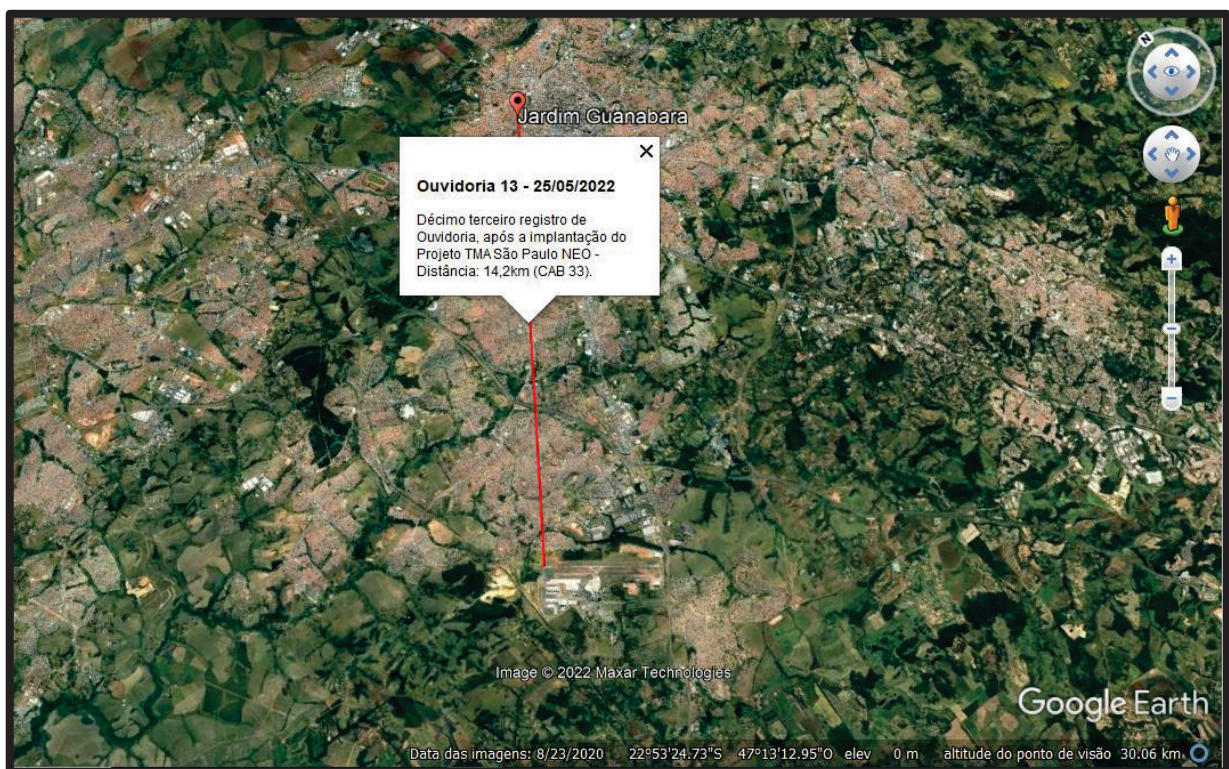 N
Jardim Guanabara
Ouvidoria 13 - 25/05/2022
Décimo terceiro registro de
Ouvidoria, após a implantação do
Projeto TMA São Paulo NEO -
Distância: 14,2km (CAB 33).
Image © 2022 Maxar Technologies
Google Earth
Data das imagens: 8/23/2020 22°53'24.73"S 47°13'12.95"O elev 0 m altitude do ponto de visão 30.06 km